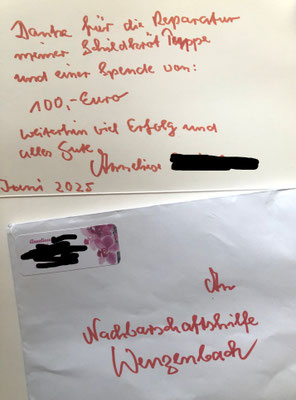 Danke für die Reparatur
meiner Schildkröt Puppe
und einer Spende von:
100,- Euro
Weiterhin viel Erfolg und
alles Gute
Anneliese
Juni 2025
An
Nachbarschaftshilfe
Wenzenbach